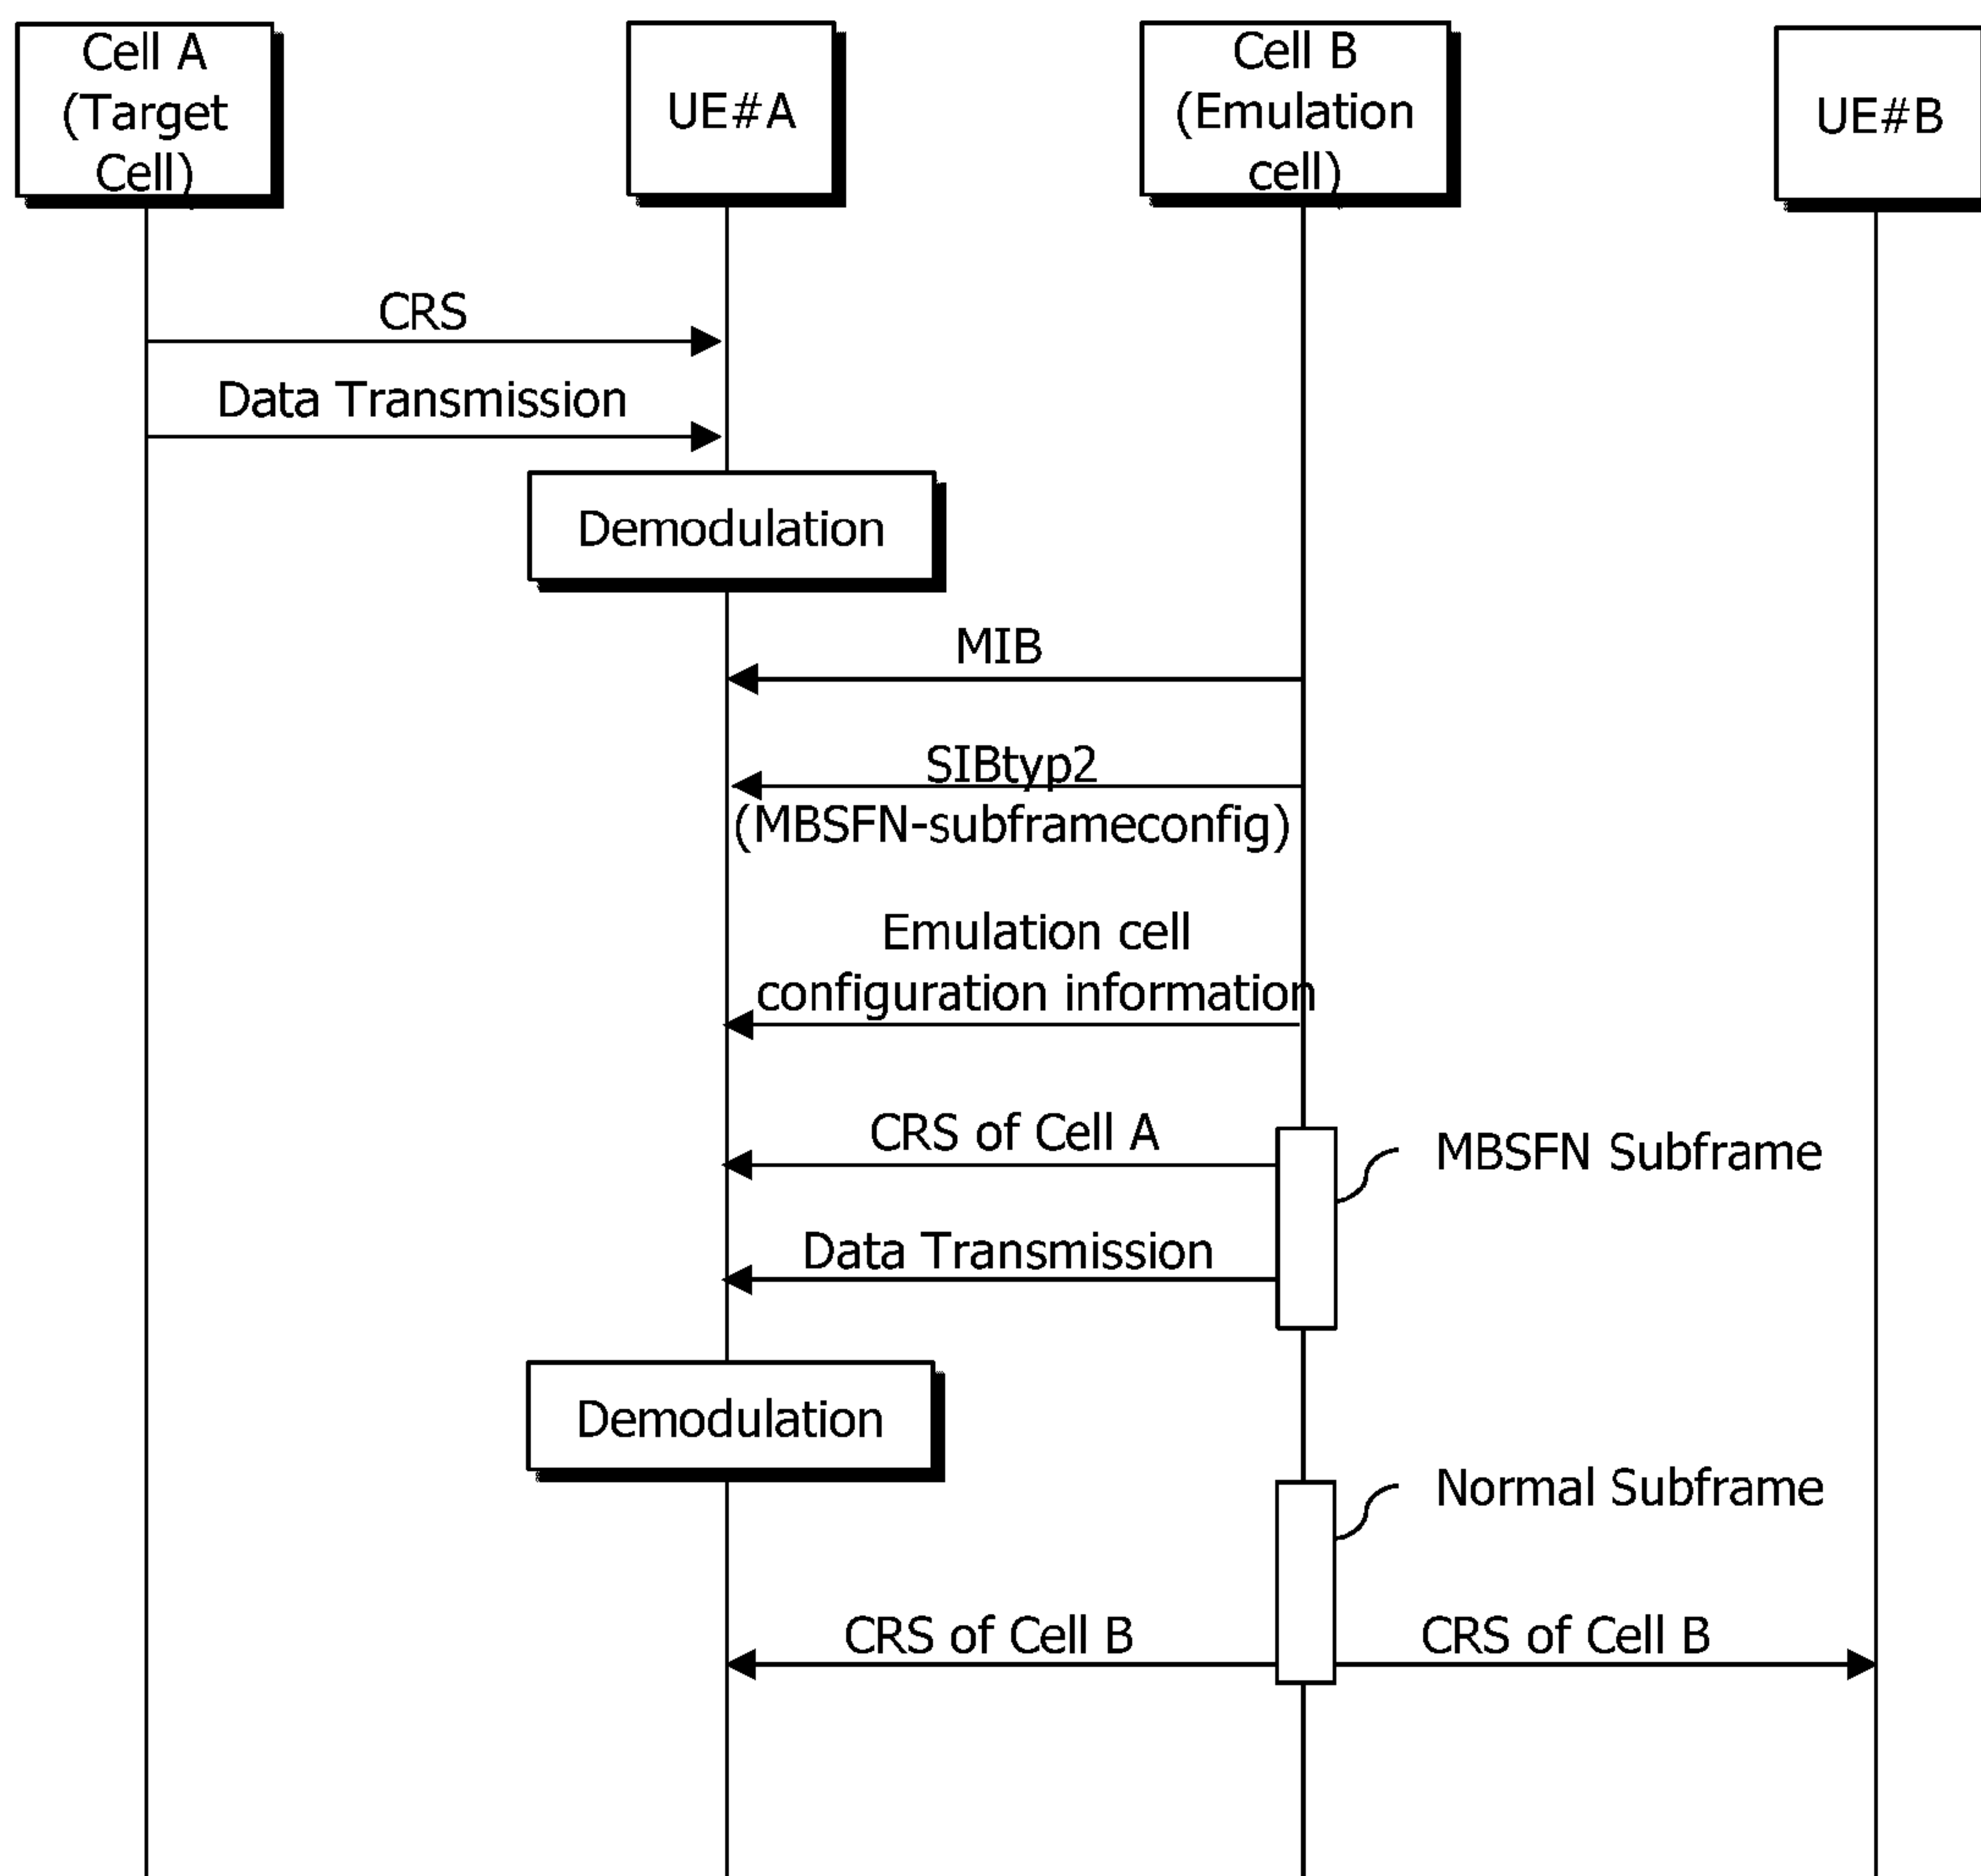 Cell A
(Target
Cell)
UE#A
Cell B
(Emulation
cell)
UE#B
CRS
Data Transmission
Demodulation
MIB
SIBtyp2
(MBSFN-subframeconfig)
Emulation cell
configuration information
CRS of Cell A
MBSFN Subframe
Data Transmission
Demodulation
Normal Subframe
CRS of Cell B
CRS of Cell B